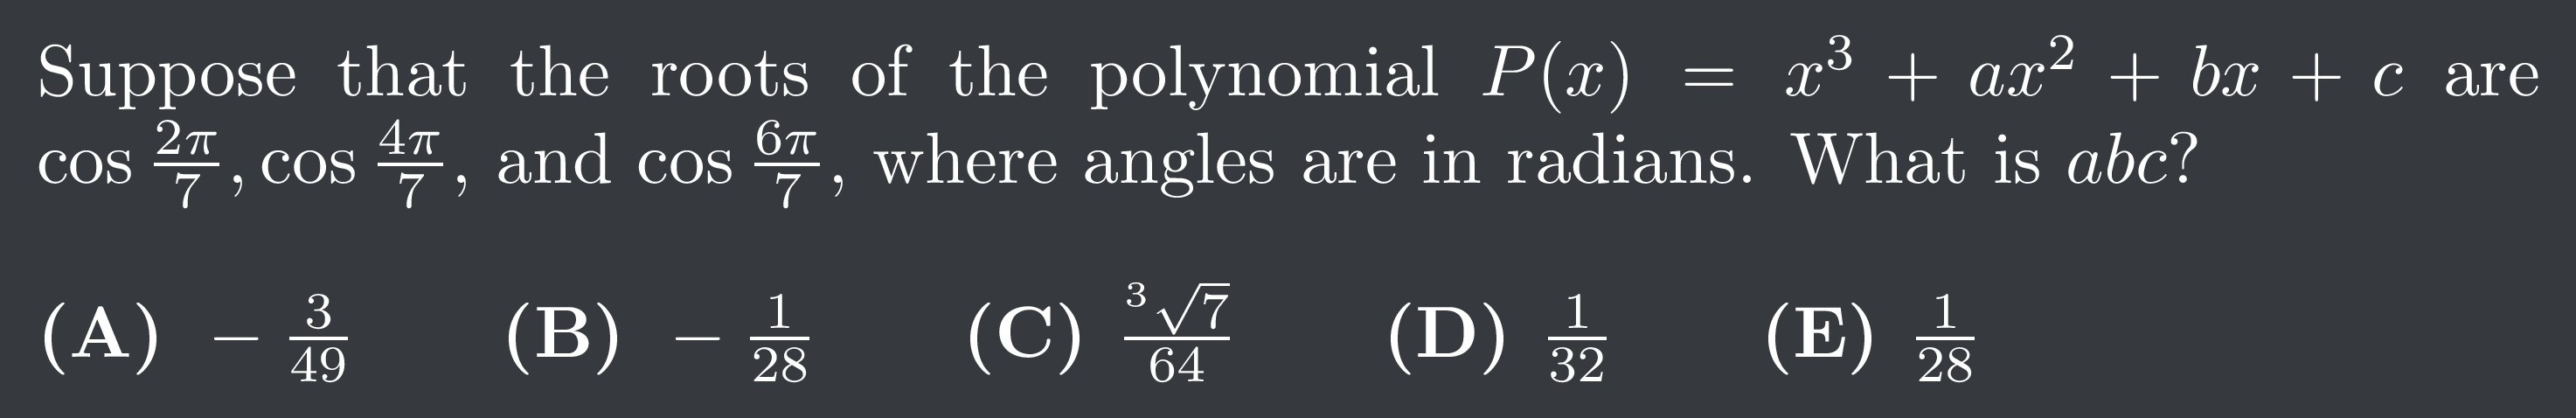 Suppose that the roots of the polynomial P(x) = x³ + ax² + bx + c are
cos 2π/7, cos 4π/7, and cos 6π/7, where angles are in radians. What is abc?
(A) − 3/49 (B) − 1/28 (C) ³√7/64 (D) 1/32 (E) 1/28